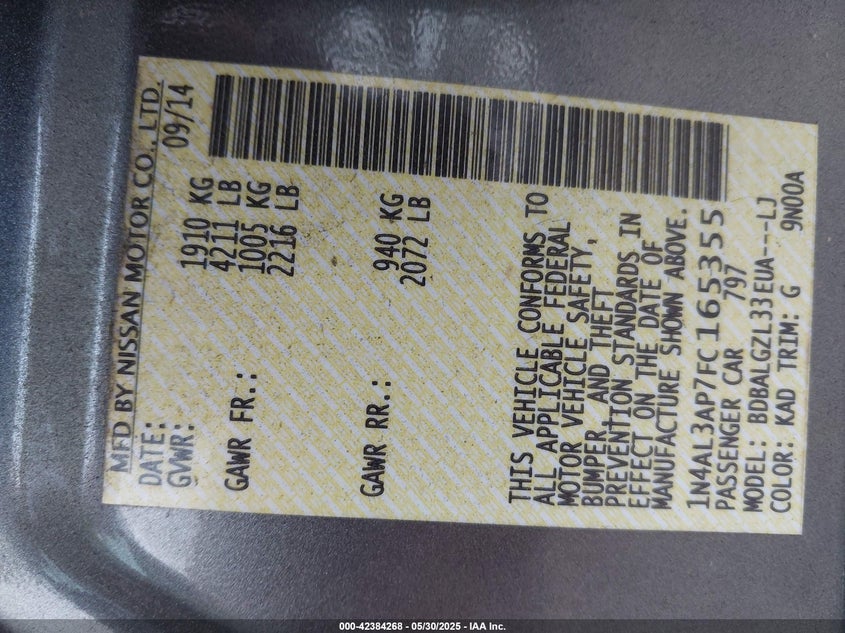 MFD BY NISSAN MOTOR CO., LTD.
DATE: 09/14
GVWR: 1910 KG
4211 LB
GAWR FR.: 1005 KG
2216 LB
GAWR RR.: 940 KG
2072 LB
THIS VEHICLE CONFORMS TO
ALL APPLICABLE FEDERAL
MOTOR VEHICLE SAFETY,
BUMPER, AND THEFT
PREVENTION STANDARDS IN
EFFECT ON THE DATE OF
MANUFACTURE SHOWN ABOVE.
1N4AL3AP7FC165355
PASSENGER CAR 797
MODEL: BDBALGZL33EUA---LJ
COLOR: KAD TRIM: G 9N00A
000-42384268 - 05/30/2025 - IAA Inc.